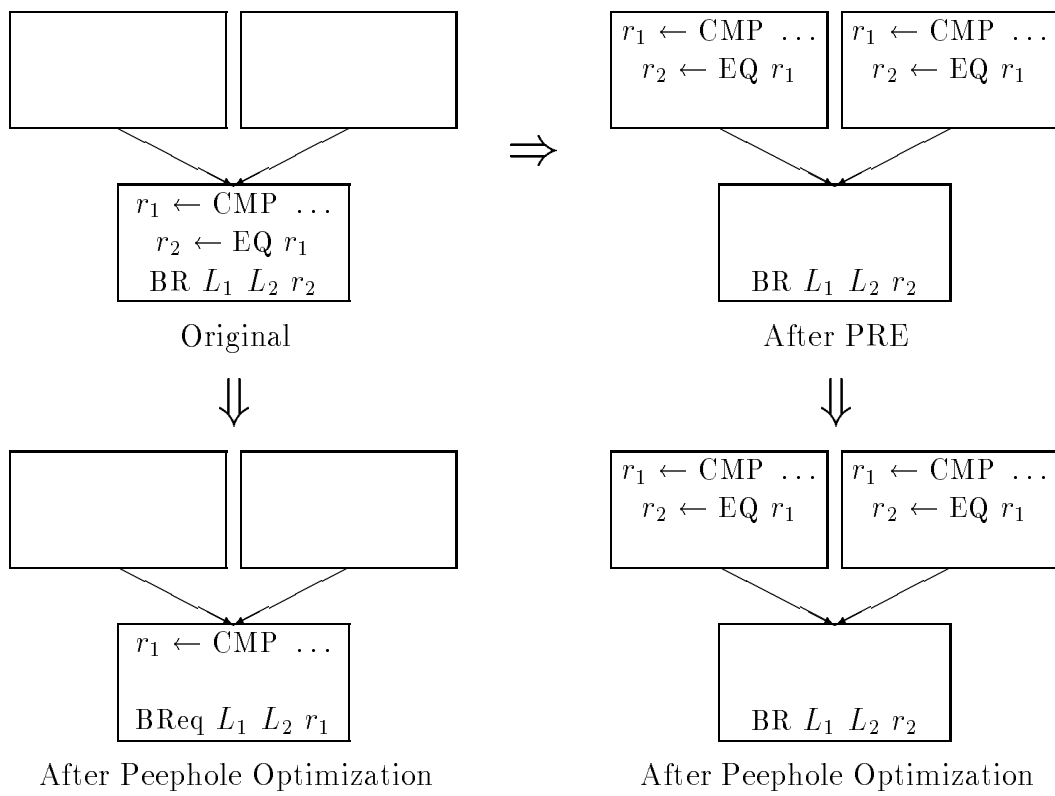 r₁ ← CMP ...
r₂ ← EQ r₁
r₁ ← CMP ...
r₂ ← EQ r₁
⇒
r₁ ← CMP ...
r₂ ← EQ r₁
BR L₁ L₂ r₂
BR L₁ L₂ r₂
Original
After PRE
⇓
⇓
r₁ ← CMP ...
r₂ ← EQ r₁
r₁ ← CMP ...
r₂ ← EQ r₁
r₁ ← CMP ...
BReq L₁ L₂ r₁
BR L₁ L₂ r₂
After Peephole Optimization
After Peephole Optimization